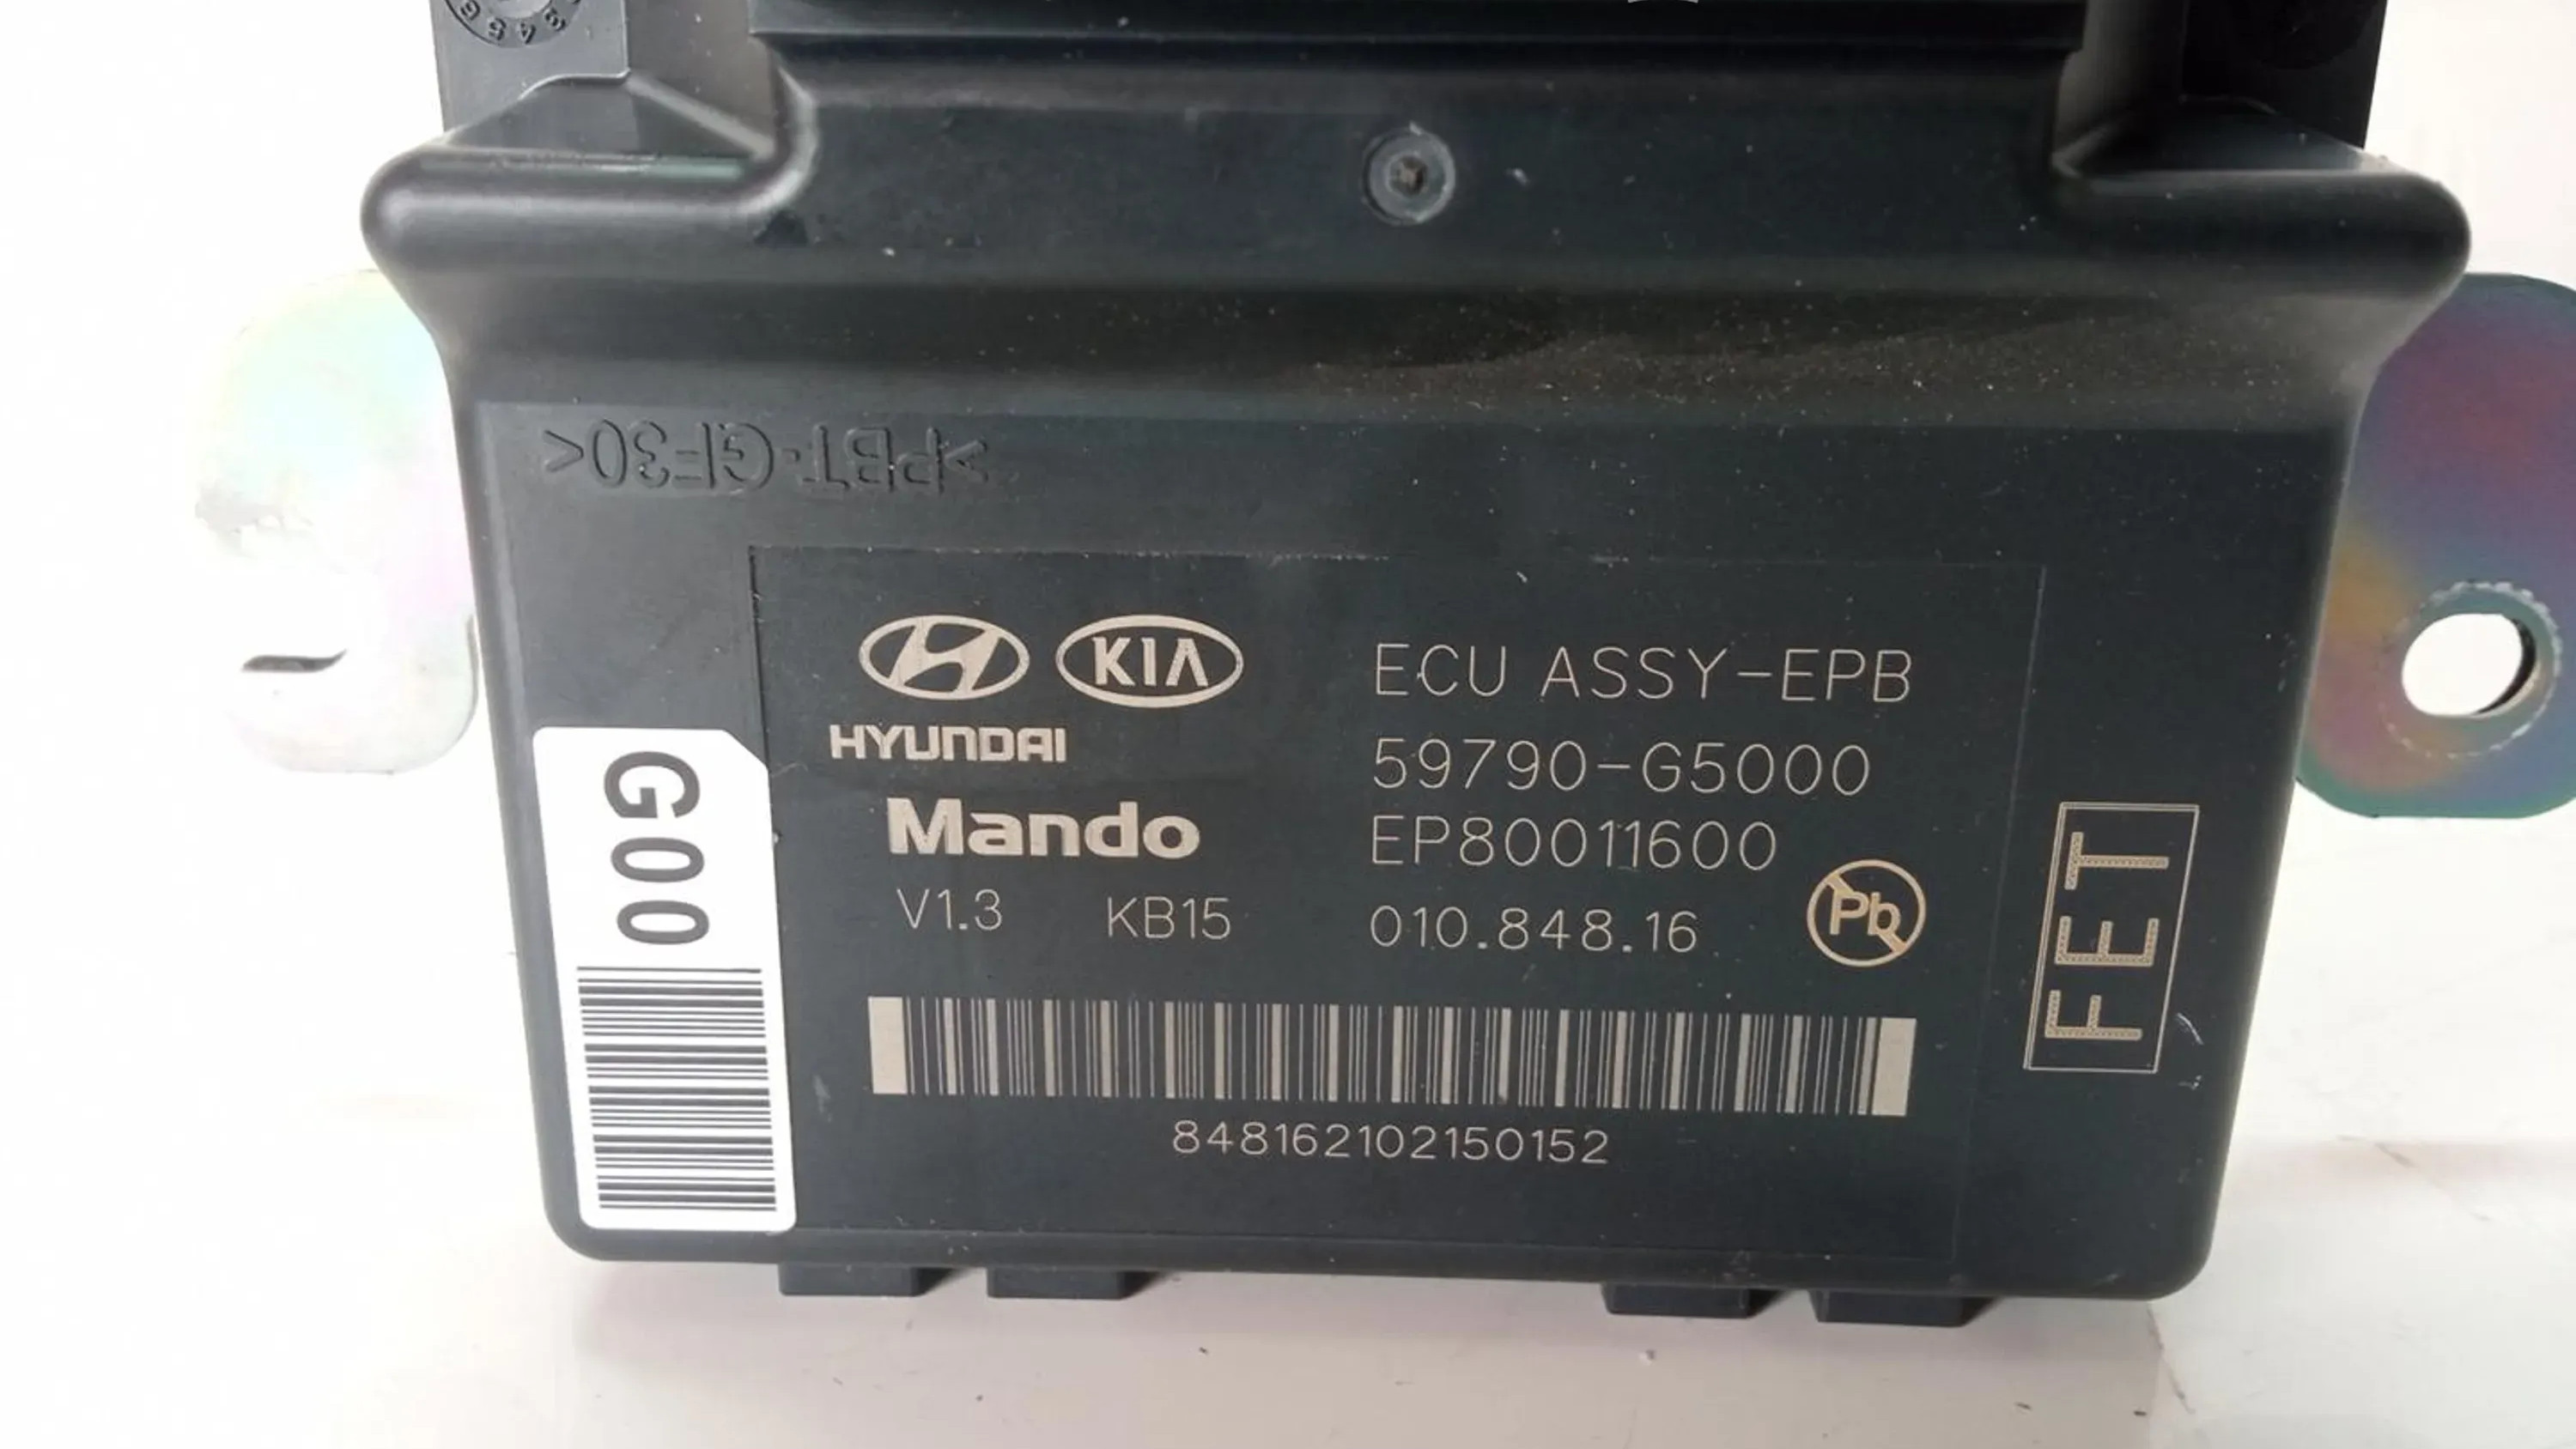 >PBT-GF30<
KIA
HYUNDAI
Mando
V1.3 KB15
ECU ASSY-EPB
59790-G5000
EP80011600
010.848.16
Pb
FET
G00
848162102150152